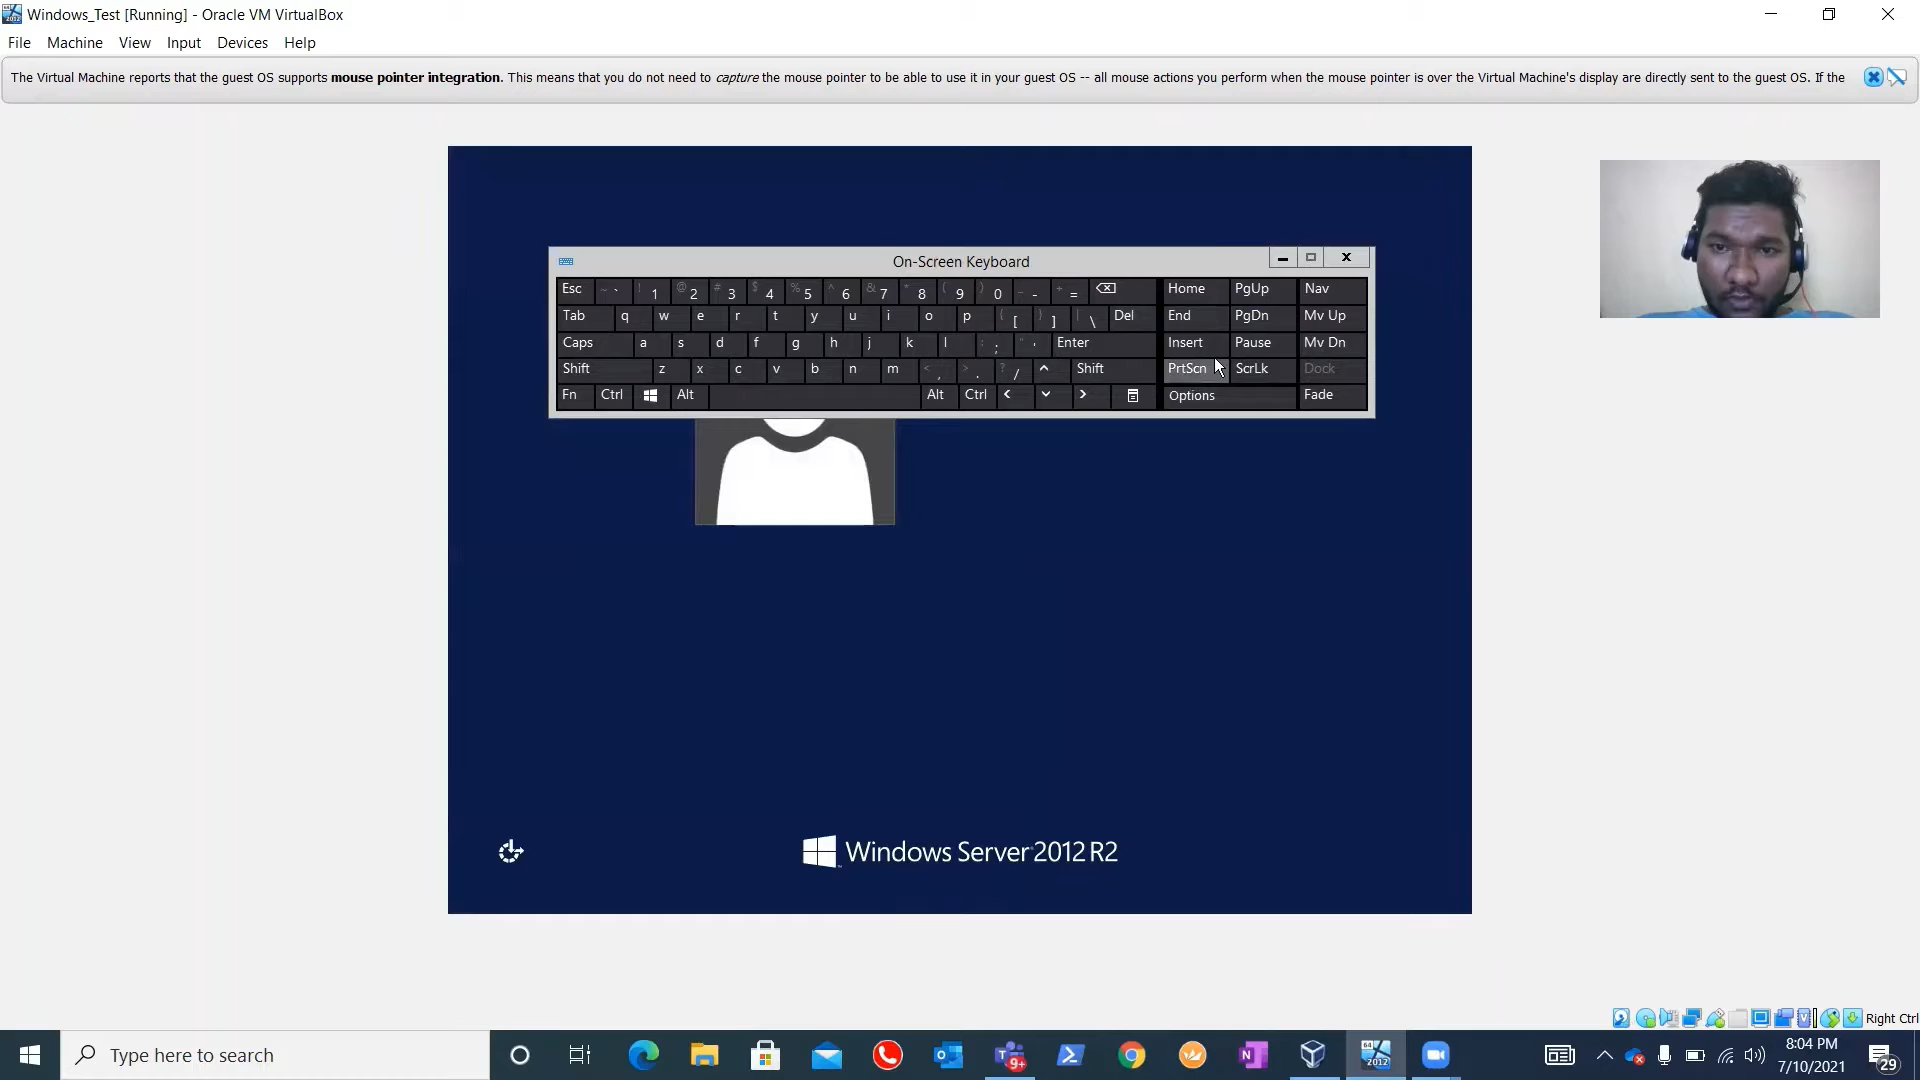 Windows_Test [Running] - Oracle VM VirtualBox
File Machine View Input Devices Help
The Virtual Machine reports that the guest OS supports mouse pointer integration. This means that you do not need to capture the mouse pointer to be able to use it in your guest OS -- all mouse actions you perform when the mouse pointer is over the Virtual Machine's display are directly sent to the guest OS. If the
On-Screen Keyboard
Esc ~ ` ! 1 @ 2 # 3 $ 4 % 5 ^ 6 & 7 * 8 ( 9 ) 0 _ - + = Home PgUp Nav
Tab q w e r t y u i o p { [ } ] | \ Del End PgDn Mv Up
Caps a s d f g h j k l : ; " ' Enter Insert Pause Mv Dn
Shift z x c v b n m < , > . ? / ^ Shift PrtScn ScrLk Dock
Fn Ctrl Alt Alt Ctrl < > Options Fade
Windows Server 2012 R2
Right Ctrl
Type here to search
9+
64
2012
8:04 PM
7/10/2021
29